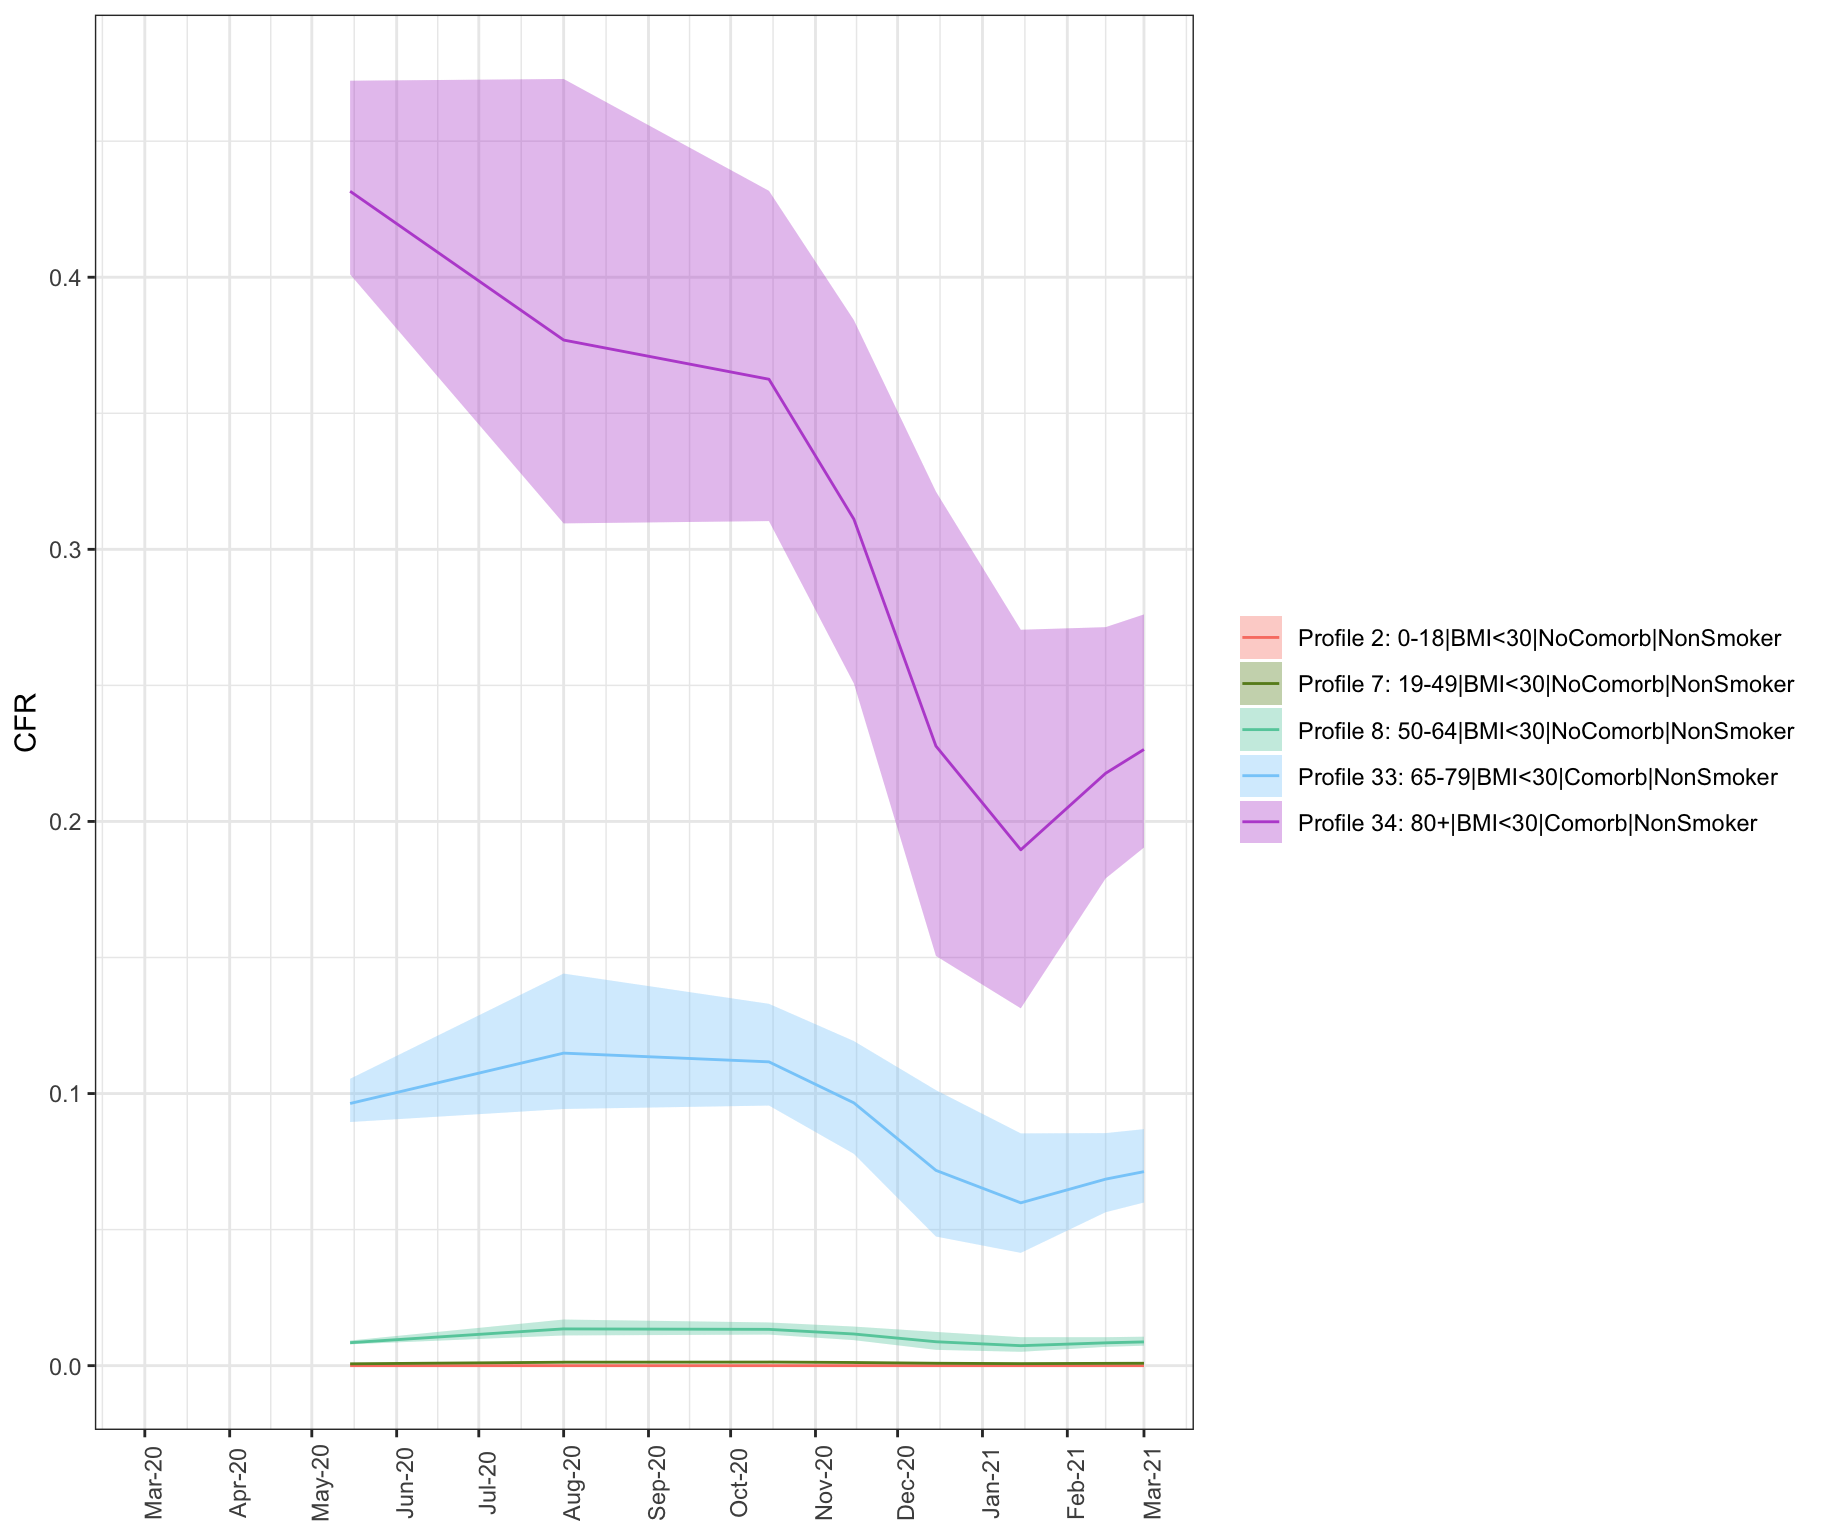 CFR
0.4
0.3
0.2
0.1
0.0
Mar-20
Apr-20
May-20
Jun-20
Jul-20
Aug-20
Sep-20
Oct-20
Nov-20
Dec-20
Jan-21
Feb-21
Mar-21
Profile 2: 0-18|BMI<30|NoComorb|NonSmoker
Profile 7: 19-49|BMI<30|NoComorb|NonSmoker
Profile 8: 50-64|BMI<30|NoComorb|NonSmoker
Profile 33: 65-79|BMI<30|Comorb|NonSmoker
Profile 34: 80+|BMI<30|Comorb|NonSmoker